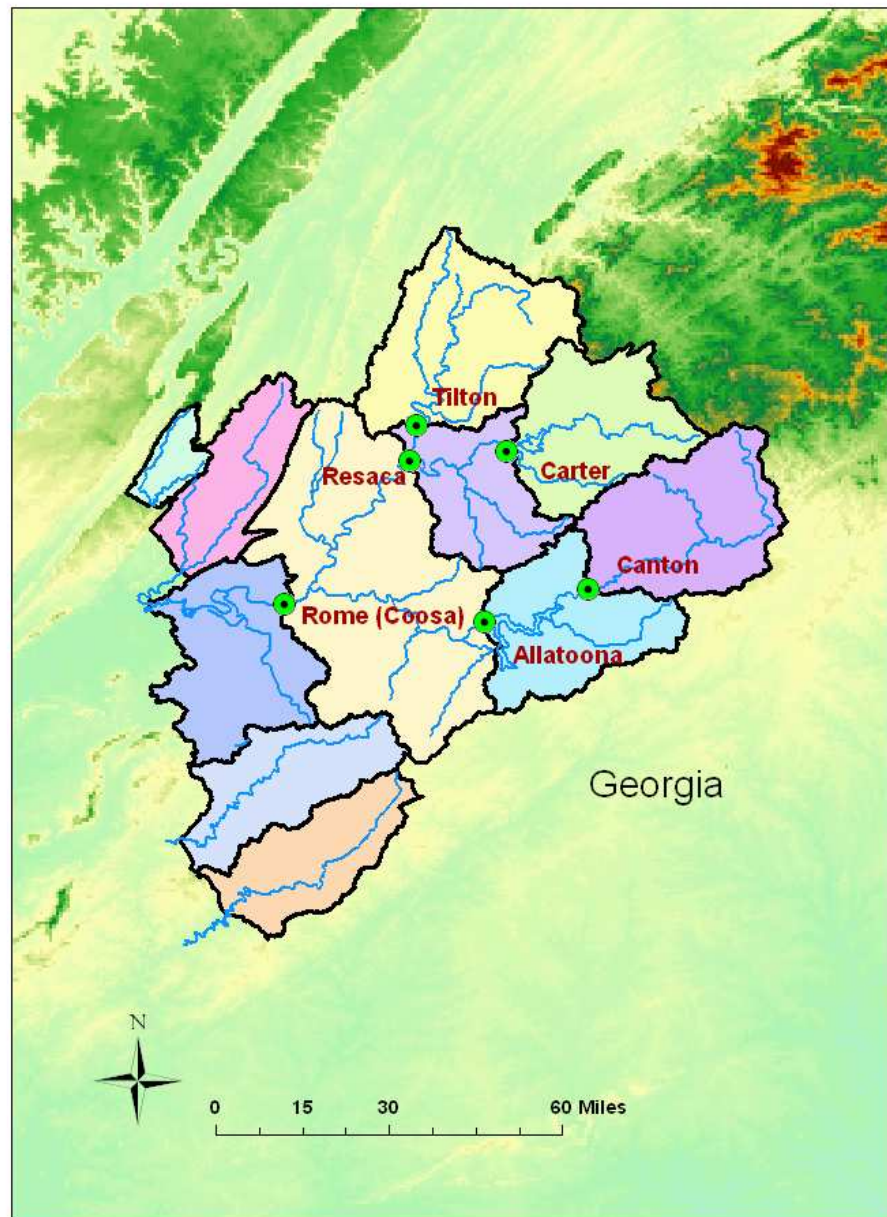 Tilton
Resaca
Carter
Canton
Rome (Coosa)
Allatoona
Georgia
N
0 15 30 60 Miles